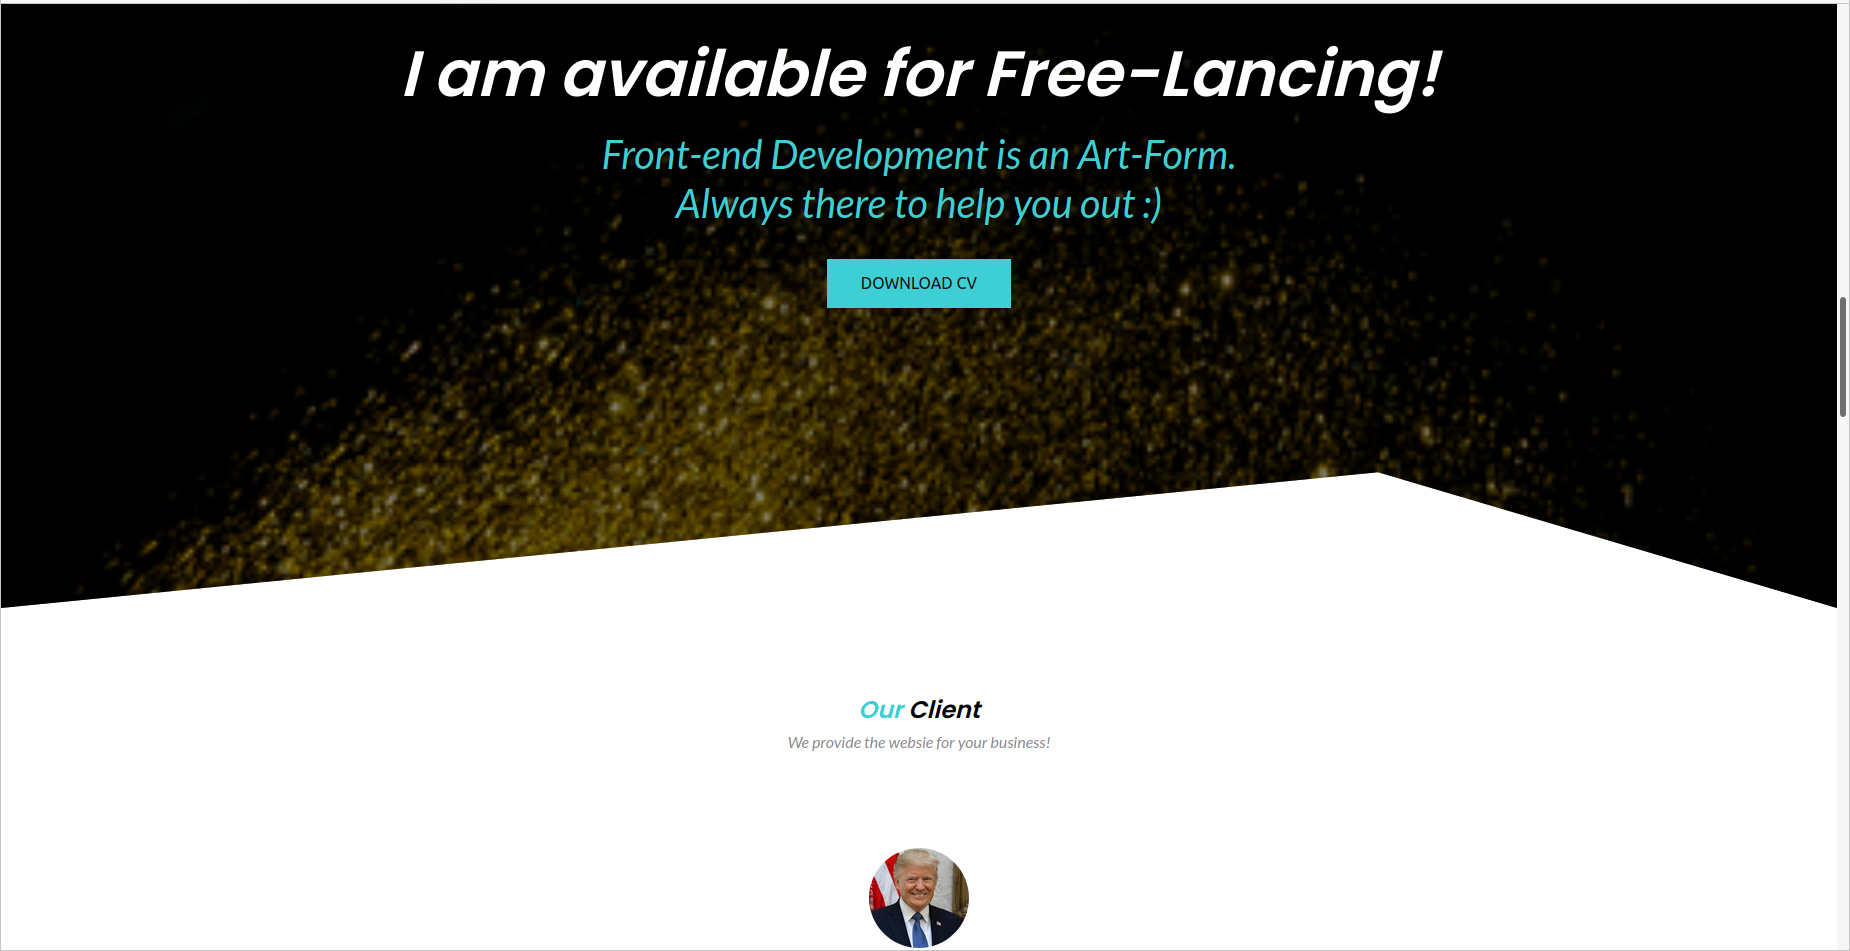 I am available for Free-Lancing!
Front-end Development is an Art-Form.
Always there to help you out :)
DOWNLOAD CV
Our Client
We provide the websie for your business!